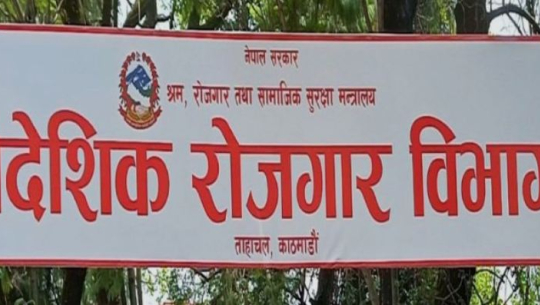 नेपाल सरकार
श्रम, रोजगार तथा सामाजिक सुरक्षा मन्त्रालय
देशिक रोजगार विभाग
ताहाचल, काठमाडौं